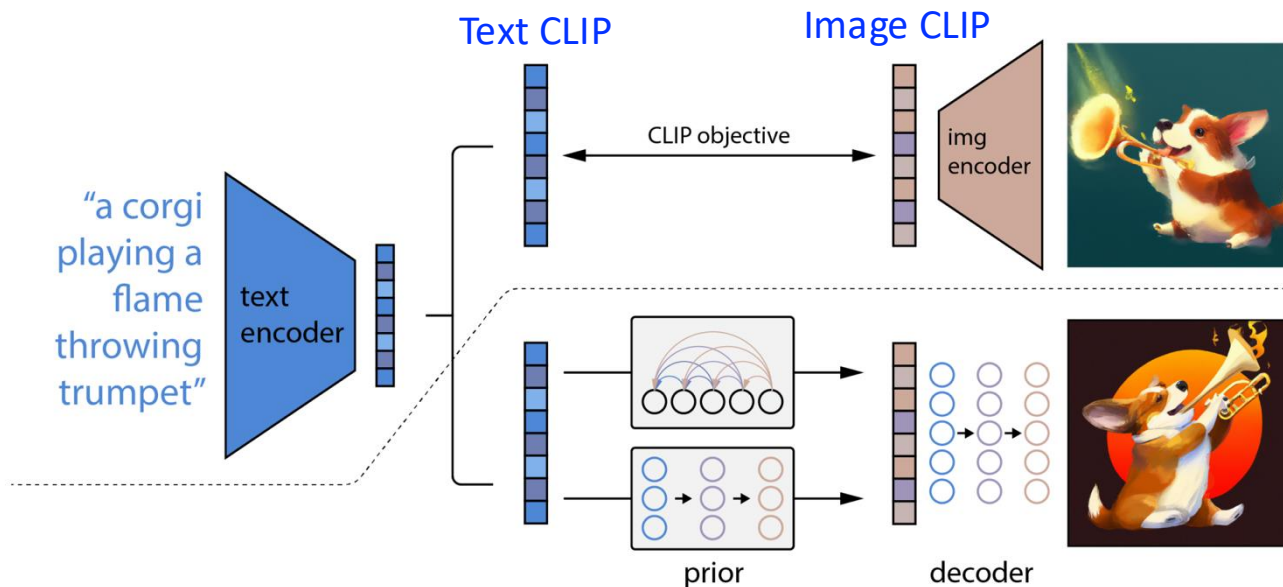 Text CLIP
Image CLIP
CLIP objective
img
encoder
“a corgi
playing a
flame
throwing
trumpet”
text
encoder
prior
decoder